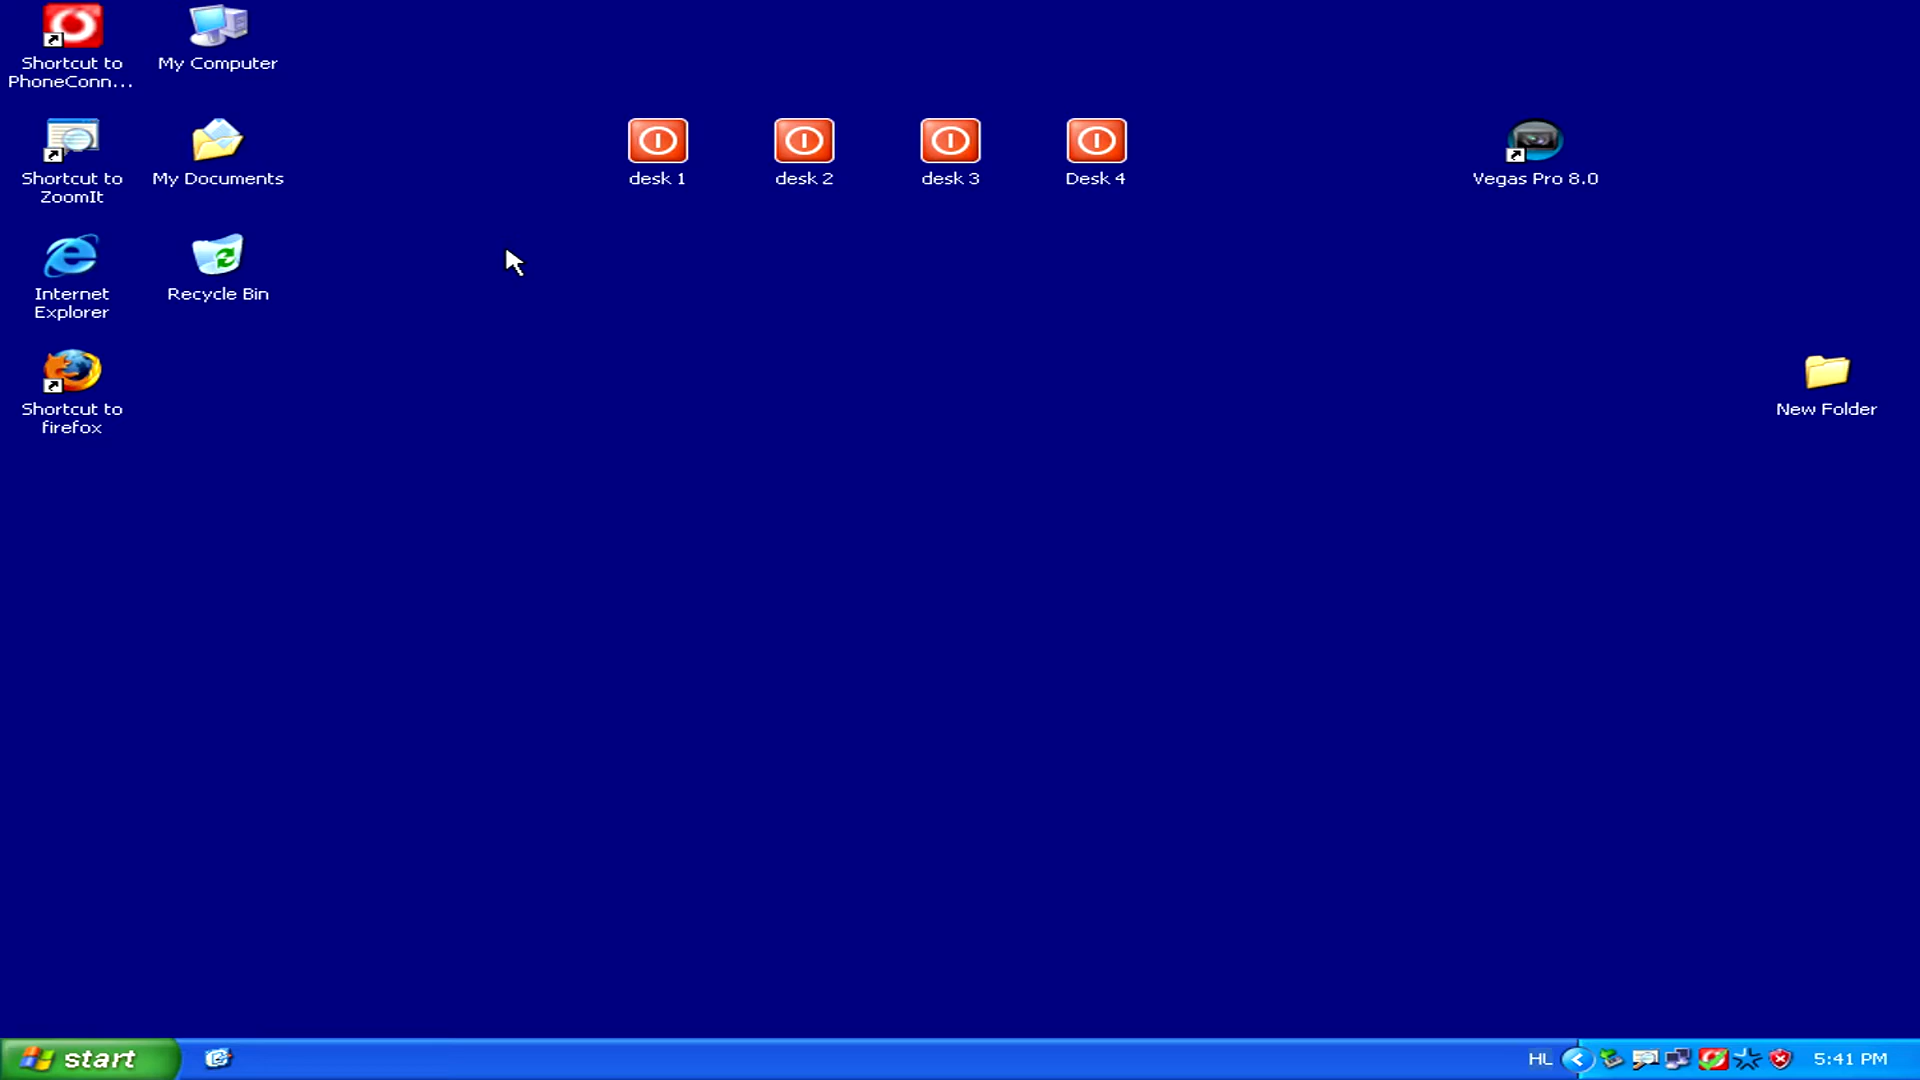 Shortcut to
PhoneConn...
My Computer
Shortcut to
ZoomIt
My Documents
desk 1
desk 2
desk 3
Desk 4
Vegas Pro 8.0
Internet
Explorer
Recycle Bin
Shortcut to
firefox
New Folder
start
HL
5:41 PM